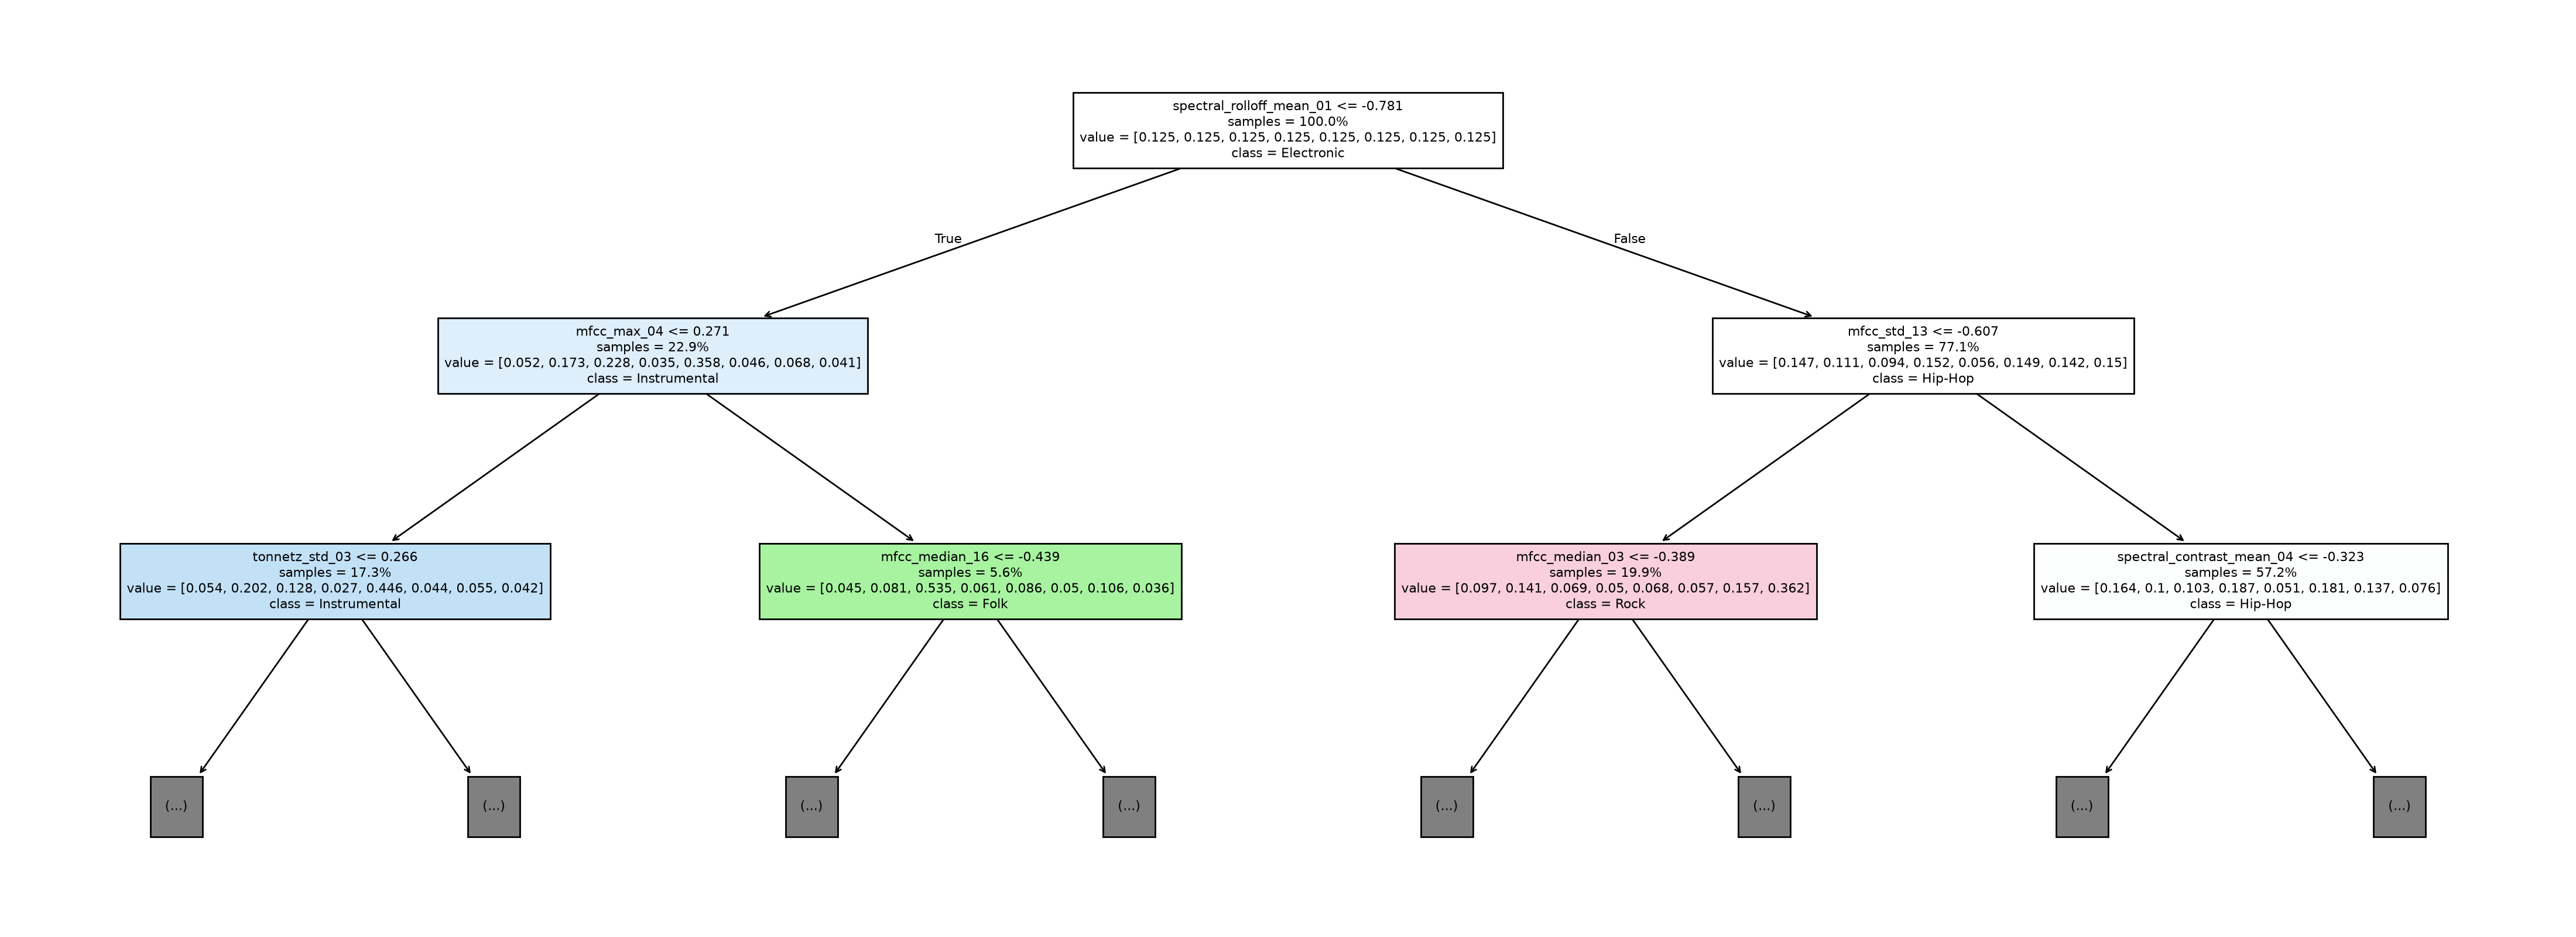 spectral_rolloff_mean_01 <= -0.781
samples = 100.0%
value = [0.125, 0.125, 0.125, 0.125, 0.125, 0.125, 0.125, 0.125]
class = Electronic
True
False
mfcc_max_04 <= 0.271
samples = 22.9%
value = [0.052, 0.173, 0.228, 0.035, 0.358, 0.046, 0.068, 0.041]
class = Instrumental
mfcc_std_13 <= -0.607
samples = 77.1%
value = [0.147, 0.111, 0.094, 0.152, 0.056, 0.149, 0.142, 0.15]
class = Hip-Hop
tonnetz_std_03 <= 0.266
samples = 17.3%
value = [0.054, 0.202, 0.128, 0.027, 0.446, 0.044, 0.055, 0.042]
class = Instrumental
mfcc_median_16 <= -0.439
samples = 5.6%
value = [0.045, 0.081, 0.535, 0.061, 0.086, 0.05, 0.106, 0.036]
class = Folk
mfcc_median_03 <= -0.389
samples = 19.9%
value = [0.097, 0.141, 0.069, 0.05, 0.068, 0.057, 0.157, 0.362]
class = Rock
spectral_contrast_mean_04 <= -0.323
samples = 57.2%
value = [0.164, 0.1, 0.103, 0.187, 0.051, 0.181, 0.137, 0.076]
class = Hip-Hop
(...)
(...)
(...)
(...)
(...)
(...)
(...)
(...)